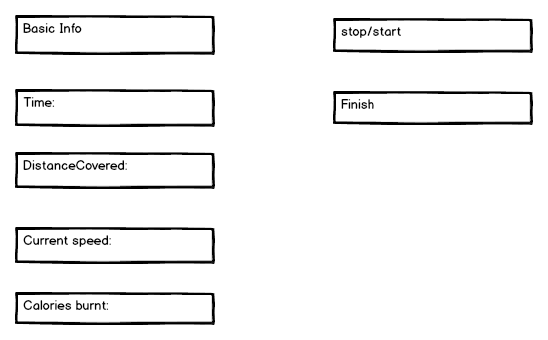 Basic Info
Time:
DistanceCovered:
Current speed:
Calories burnt:
stop/start
Finish